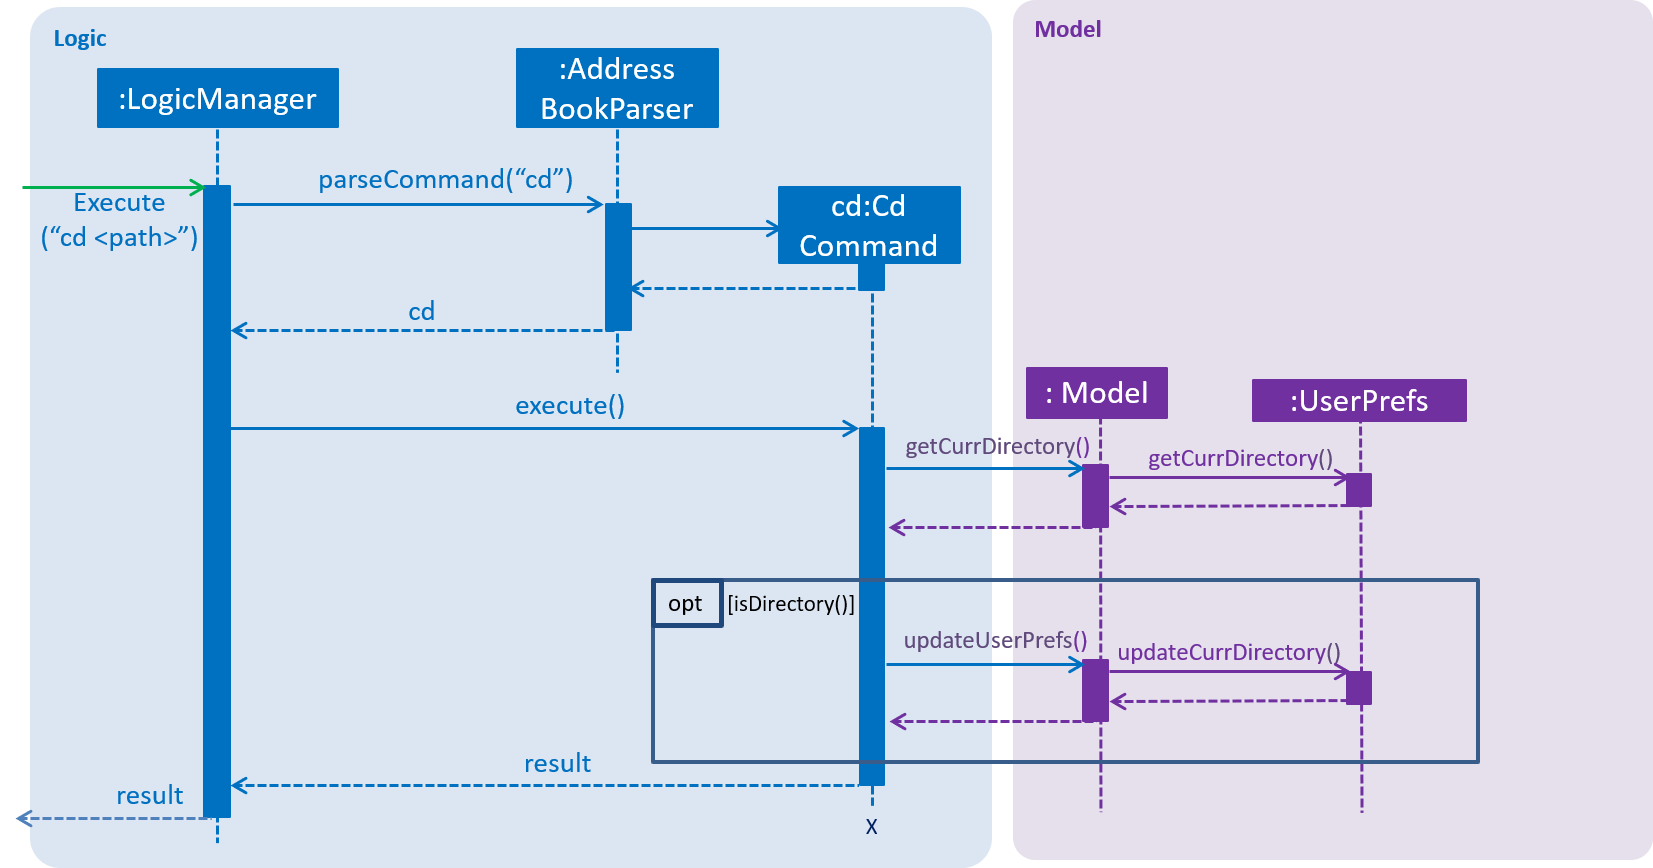 Logic
Model
:Address
BookParser
:LogicManager
parseCommand(“cd”)
Execute
(“cd <path>”)
cd:Cd
Command
cd
: Model
:UserPrefs
execute()
getCurrDirectory()
getCurrDirectory()
opt
[isDirectory()]
updateUserPrefs()
updateCurrDirectory()
result
result
X